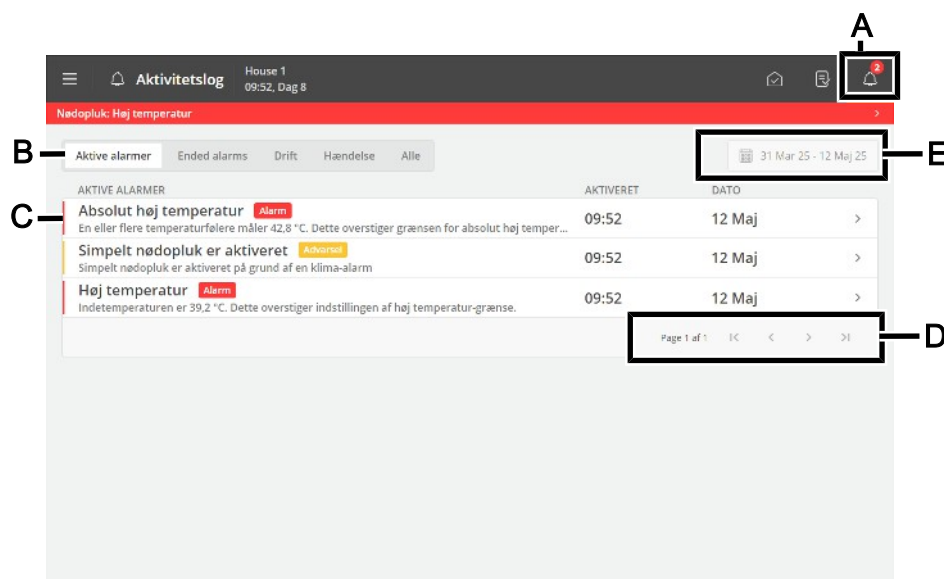 A
Aktivitetslog
House 1
09:52, Dag 8
2
Nødopluk: Høj temperatur
B
Aktive alarmer Ended alarms Drift Hændelse Alle
31 Mar 25 - 12 Maj 25
E
AKTIVE ALARMER AKTIVERET DATO
C
Absolut høj temperatur Alarm 09:52 12 Maj
En eller flere temperaturfølere måler 42,8 °C. Dette overstiger grænsen for absolut høj temper...
Simpelt nødopluk er aktiveret Advarsel 09:52 12 Maj
Simpelt nødopluk er aktiveret på grund af en klima-alarm
Høj temperatur Alarm 09:52 12 Maj
Indetemperaturen er 39,2 °C. Dette overstiger indstillingen af høj temperatur-grænse.
Page 1 af 1
D